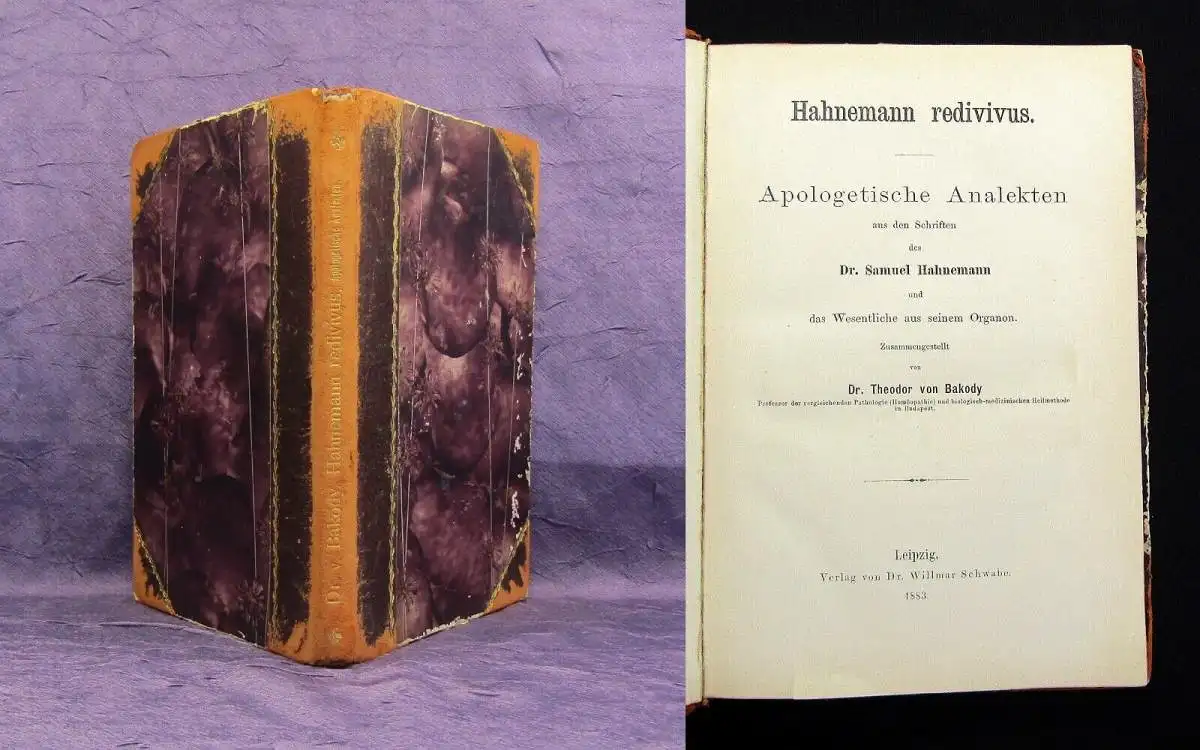 Dr. v. Bakody, Hahnemann redivivus. Apologetische Analekten.
Hahnemann redivivus.
Apologetische Analekten
aus den Schriften
des
Dr. Samuel Hahnemann
und
das Wesentliche aus seinem Organon.
Zusammengestellt
von
Dr. Theodor von Bakody
Professor der vergleichenden Pathologie (Homöopathie) und biologisch-medizinischen Heilmethode
in Budapest.
Leipzig.
Verlag von Dr. Willmar Schwabe.
1883.